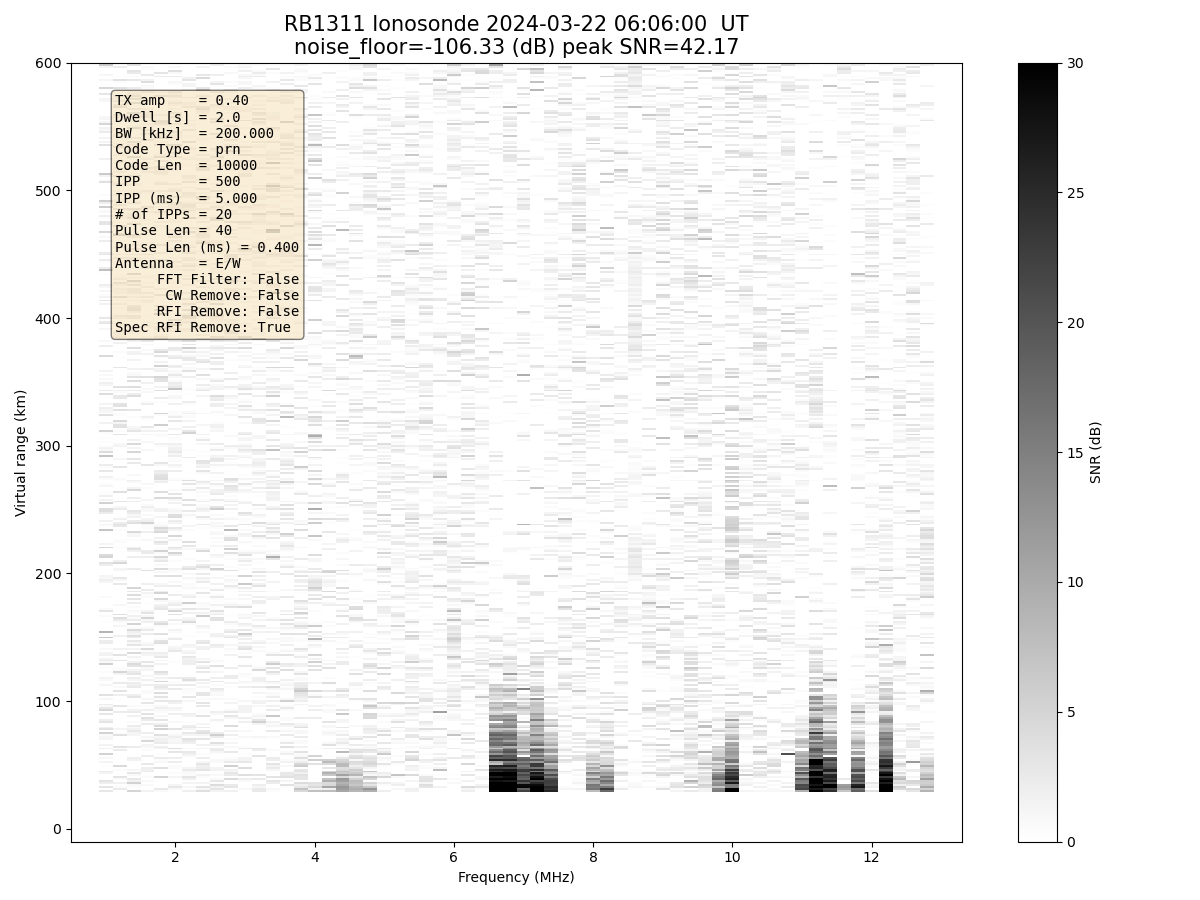 RB1311 Ionosonde 2024-03-22 06:06:00  UT
noise_floor=-106.33 (dB) peak SNR=42.17
TX amp    = 0.40
Dwell [s] = 2.0
BW [kHz]  = 200.000
Code Type = prn
Code Len  = 10000
IPP       = 500
IPP (ms)  = 5.000
# of IPPs = 20
Pulse Len = 40
Pulse Len (ms) = 0.400
Antenna   = E/W
FFT Filter: False
CW Remove: False
RFI Remove: False
Spec RFI Remove: True
600
500
400
300
200
100
0
Virtual range (km)
2
4
6
8
10
12
Frequency (MHz)
30
25
20
15
10
5
0
SNR (dB)